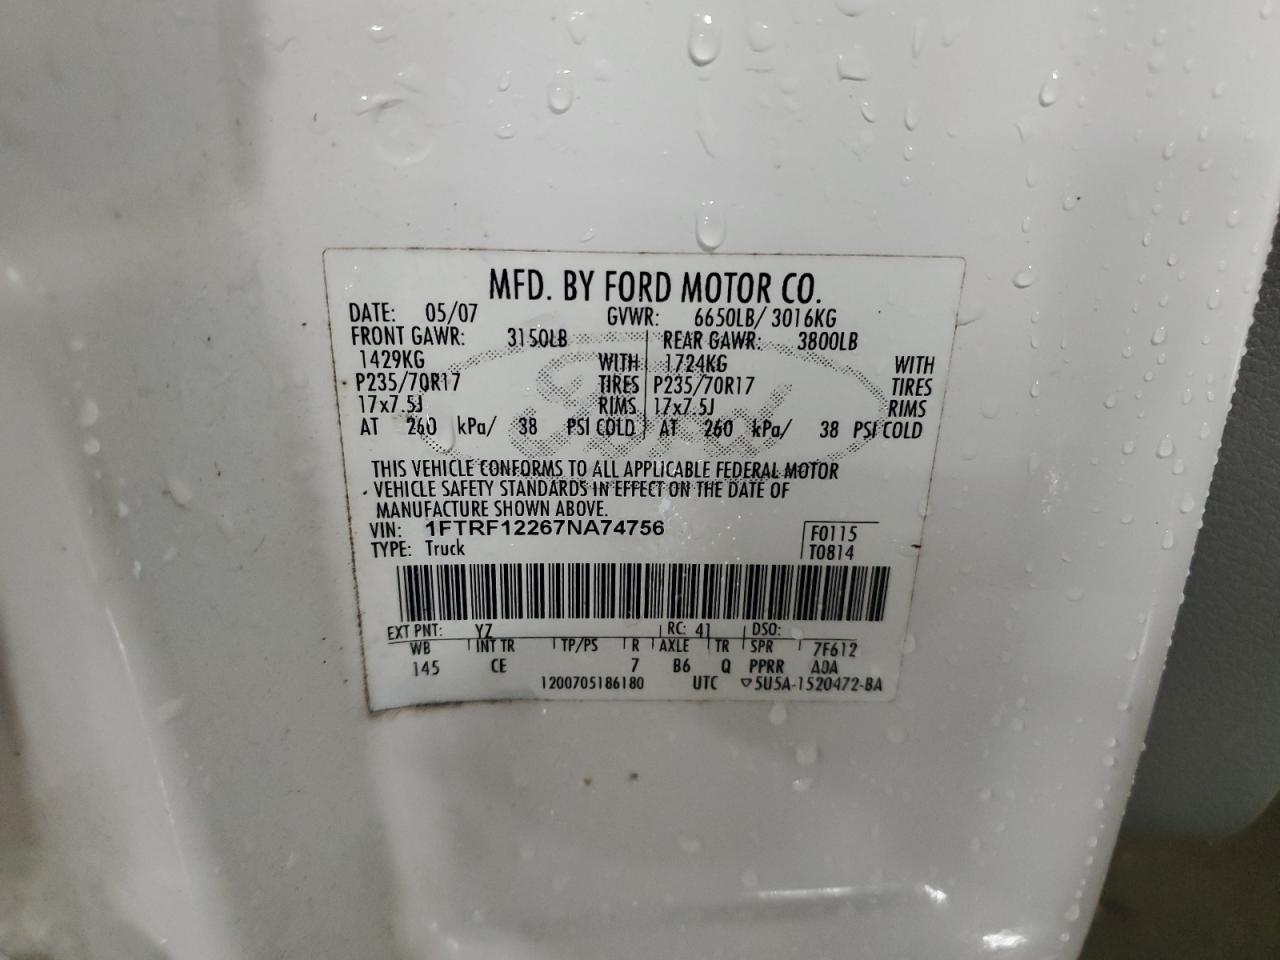 MFD. BY FORD MOTOR CO.
DATE: 05/07 GVWR: 6650LB/ 3016KG
FRONT GAWR: 3150LB REAR GAWR: 3800LB
1429KG WITH 1724KG WITH
P235/70R17 TIRES P235/70R17 TIRES
17x7.5J RIMS 17x7.5J RIMS
AT 260 kPa/ 38 PSI COLD AT 260 kPa/ 38 PSI COLD
Ford
THIS VEHICLE CONFORMS TO ALL APPLICABLE FEDERAL MOTOR
VEHICLE SAFETY STANDARDS IN EFFECT ON THE DATE OF
MANUFACTURE SHOWN ABOVE.
VIN: 1FTRF12267NA74756 F0115
TYPE: Truck T0814
EXT PNT: YZ RC: 41 DSO:
WB INT TR TP/PS R AXLE TR SPR 7F612
145 CE 7 B6 Q PPRR A0A
1200705186180 UTC ▽5U5A-1520472-BA